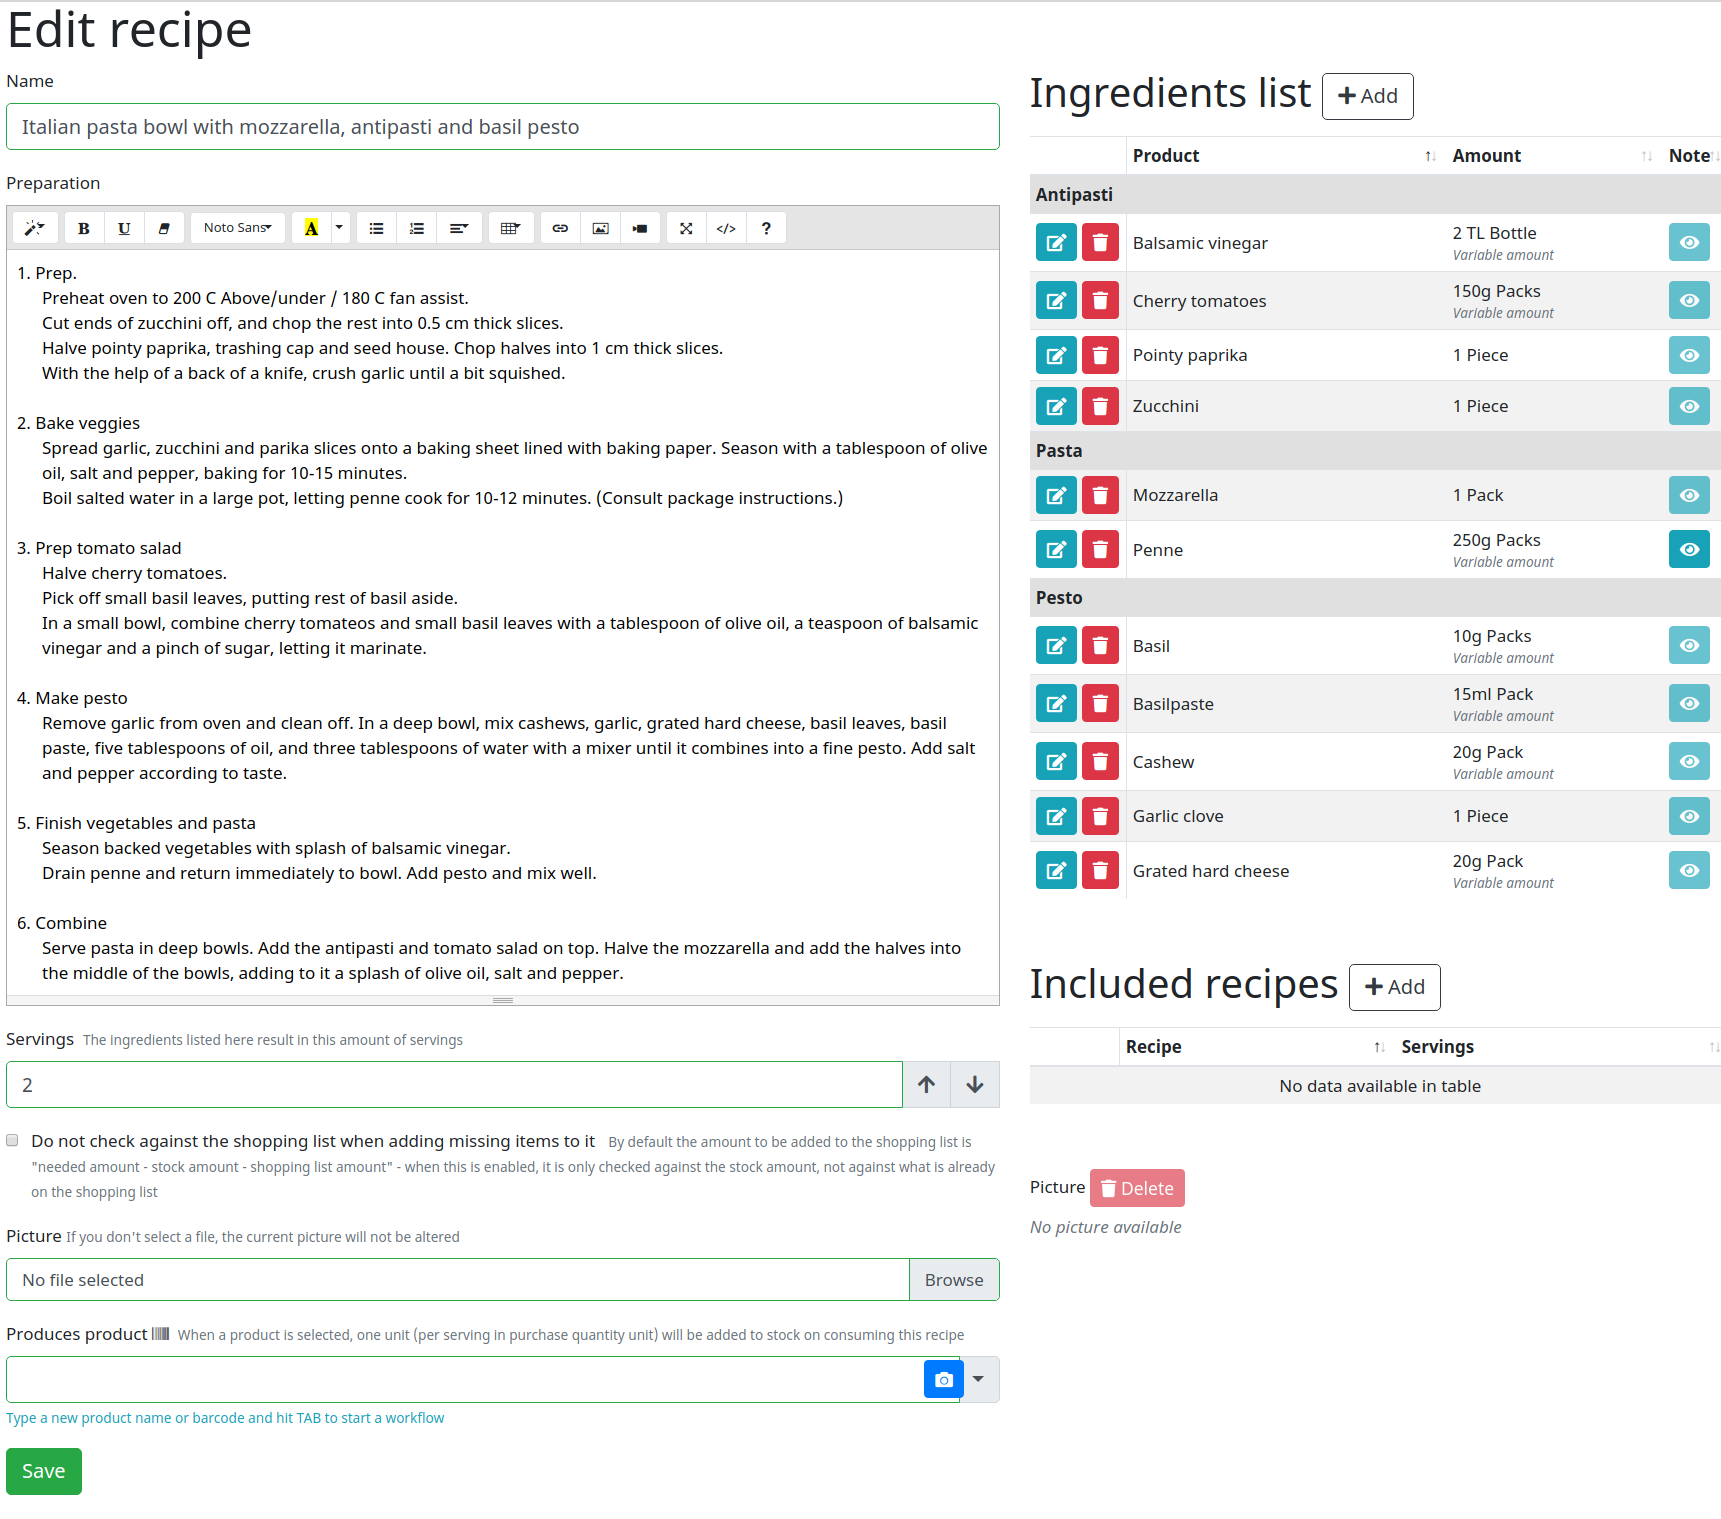 Edit recipe
Name
Italian pasta bowl with mozzarella, antipasti and basil pesto
Preparation
B U Noto Sans A </> ?
1. Prep.
Preheat oven to 200 C Above/under / 180 C fan assist.
Cut ends of zucchini off, and chop the rest into 0.5 cm thick slices.
Halve pointy paprika, trashing cap and seed house. Chop halves into 1 cm thick slices.
With the help of a back of a knife, crush garlic until a bit squished.
2. Bake veggies
Spread garlic, zucchini and parika slices onto a baking sheet lined with baking paper. Season with a tablespoon of olive
oil, salt and pepper, baking for 10-15 minutes.
Boil salted water in a large pot, letting penne cook for 10-12 minutes. (Consult package instructions.)
3. Prep tomato salad
Halve cherry tomatoes.
Pick off small basil leaves, putting rest of basil aside.
In a small bowl, combine cherry tomateos and small basil leaves with a tablespoon of olive oil, a teaspoon of balsamic
vinegar and a pinch of sugar, letting it marinate.
4. Make pesto
Remove garlic from oven and clean off. In a deep bowl, mix cashews, garlic, grated hard cheese, basil leaves, basil
paste, five tablespoons of oil, and three tablespoons of water with a mixer until it combines into a fine pesto. Add salt
and pepper according to taste.
5. Finish vegetables and pasta
Season backed vegetables with splash of balsamic vinegar.
Drain penne and return immediately to bowl. Add pesto and mix well.
6. Combine
Serve pasta in deep bowls. Add the antipasti and tomato salad on top. Halve the mozzarella and add the halves into
the middle of the bowls, adding to it a splash of olive oil, salt and pepper.
Servings The ingredients listed here result in this amount of servings
2
Do not check against the shopping list when adding missing items to it By default the amount to be added to the shopping list is
"needed amount - stock amount - shopping list amount" - when this is enabled, it is only checked against the stock amount, not against what is already
on the shopping list
Picture If you don't select a file, the current picture will not be altered
No file selected Browse
Produces product When a product is selected, one unit (per serving in purchase quantity unit) will be added to stock on consuming this recipe
Type a new product name or barcode and hit TAB to start a workflow
Save
Ingredients list + Add
Product Amount Note
Antipasti
Balsamic vinegar 2 TL Bottle
Variable amount
Cherry tomatoes 150g Packs
Variable amount
Pointy paprika 1 Piece
Zucchini 1 Piece
Pasta
Mozzarella 1 Pack
Penne 250g Packs
Variable amount
Pesto
Basil 10g Packs
Variable amount
Basilpaste 15ml Pack
Variable amount
Cashew 20g Pack
Variable amount
Garlic clove 1 Piece
Grated hard cheese 20g Pack
Variable amount
Included recipes + Add
Recipe Servings
No data available in table
Picture Delete
No picture available